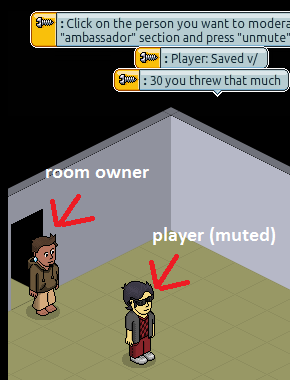 : Click on the person you want to modera
"ambassador" section and press "unmute"
: Player: Saved v/
: 30 you threw that much
room owner
player (muted)